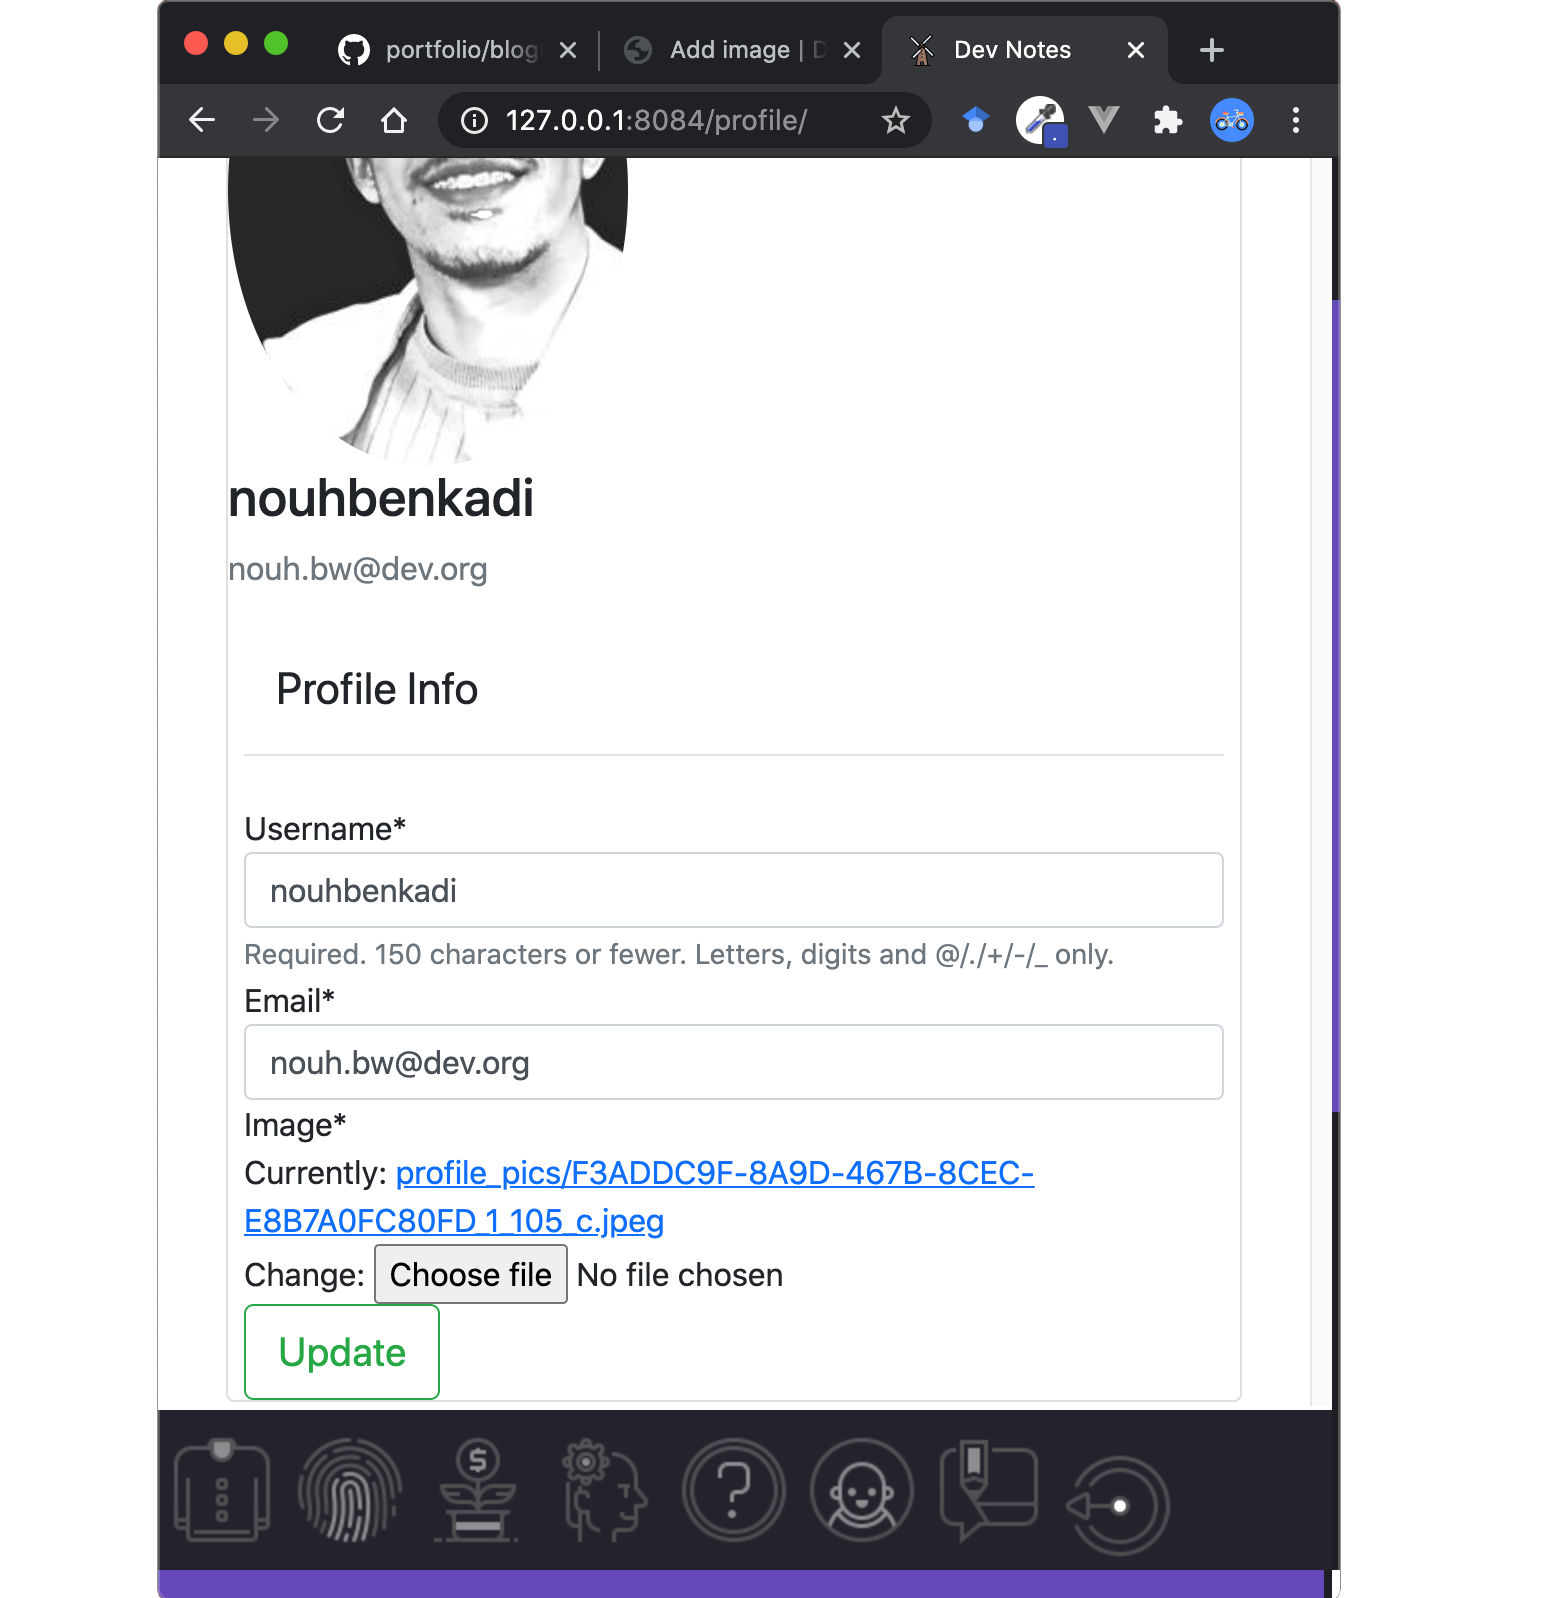 portfolio/blog
Add image | D
Dev Notes
127.0.0.1:8084/profile/
nouhbenkadi
nouh.bw@dev.org
Profile Info
Username*
nouhbenkadi
Required. 150 characters or fewer. Letters, digits and @/./+/-/_ only.
Email*
nouh.bw@dev.org
Image*
Currently: profile_pics/F3ADDC9F-8A9D-467B-8CEC-
E8B7A0FC80FD_1_105_c.jpeg
Change: Choose file No file chosen
Update